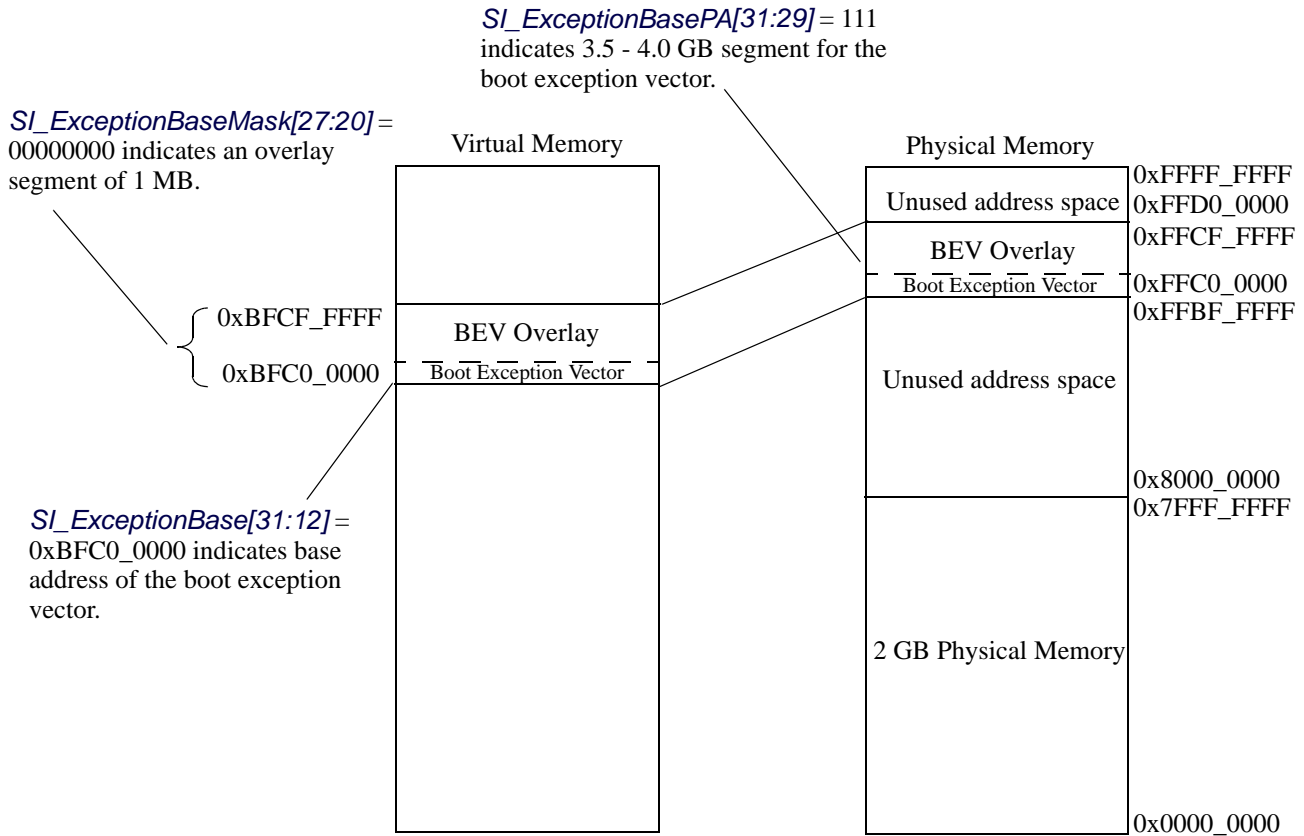 SI_ExceptionBasePA[31:29] = 111
indicates 3.5 - 4.0 GB segment for the
boot exception vector.
SI_ExceptionBaseMask[27:20] =
00000000 indicates an overlay
segment of 1 MB.
Virtual Memory
Physical Memory
0xFFFF_FFFF
Unused address space
0xFFD0_0000
0xFFCF_FFFF
BEV Overlay
Boot Exception Vector
0xFFC0_0000
0xFFBF_FFFF
0xBFCF_FFFF
BEV Overlay
0xBFC0_0000
Boot Exception Vector
Unused address space
0x8000_0000
0x7FFF_FFFF
SI_ExceptionBase[31:12] =
0xBFC0_0000 indicates base
address of the boot exception
vector.
2 GB Physical Memory
0x0000_0000